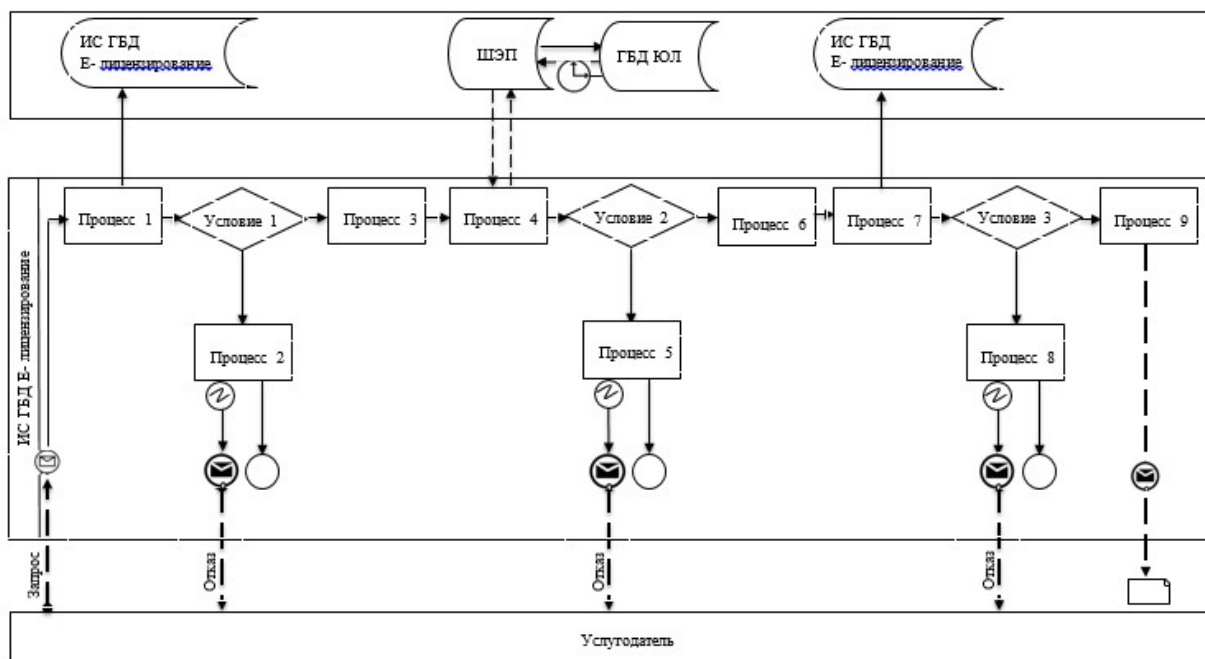 ИС ГБД
Е- лицензирование
ШЭП
ГБД ЮЛ
ИС ГБД
Е- лицензирование
ИС ГБД Е- лицензирование
Процесс 1
Условие 1
Процесс 3
Процесс 4
Условие 2
Процесс 6
Процесс 7
Условие 3
Процесс 9
Процесс 2
Процесс 5
Процесс 8
Запрос
Отказ
Отказ
Отказ
Услугодатель